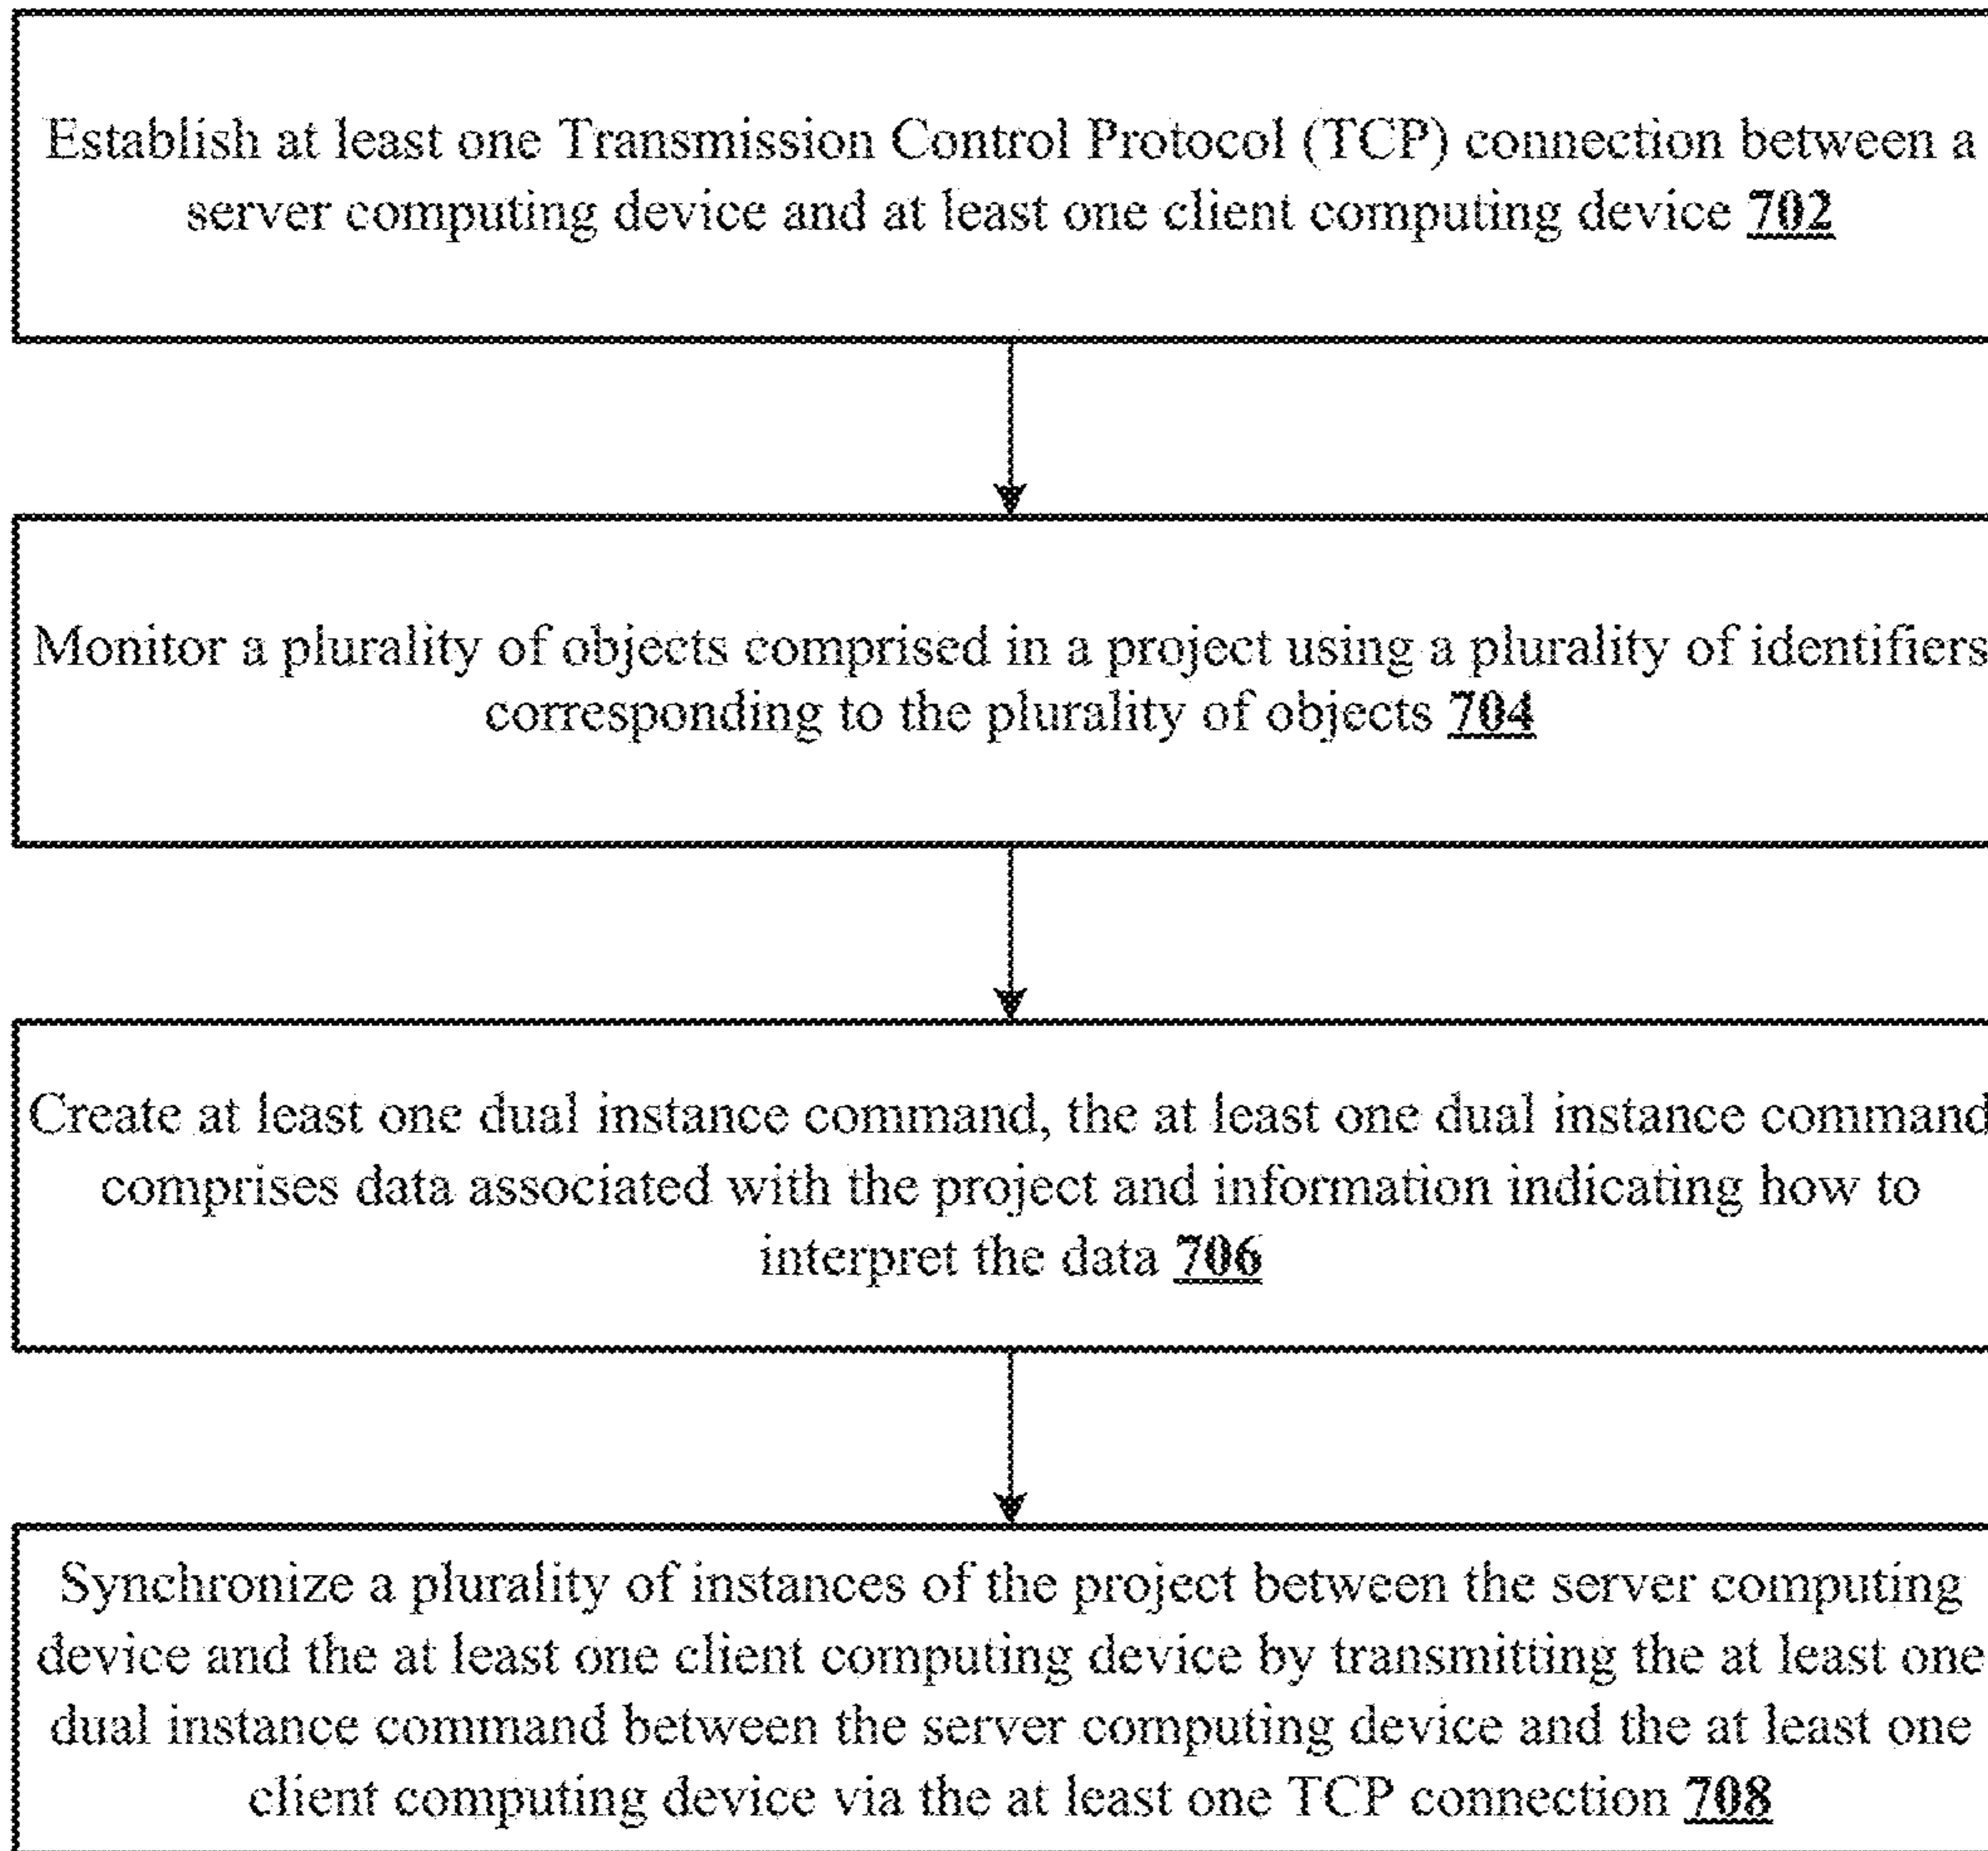 Establish at least one Transmission Control Protocol (TCP) connection between a
server computing device and at least one client computing device 702
Monitor a plurality of objects comprised in a project using a plurality of identifiers
corresponding to the plurality of objects 704
Create at least one dual instance command, the at least one dual instance command
comprises data associated with the project and information indicating how to
interpret the data 706
Synchronize a plurality of instances of the project between the server computing
device and the at least one client computing device by transmitting the at least one
dual instance command between the server computing device and the at least one
client computing device via the at least one TCP connection 708